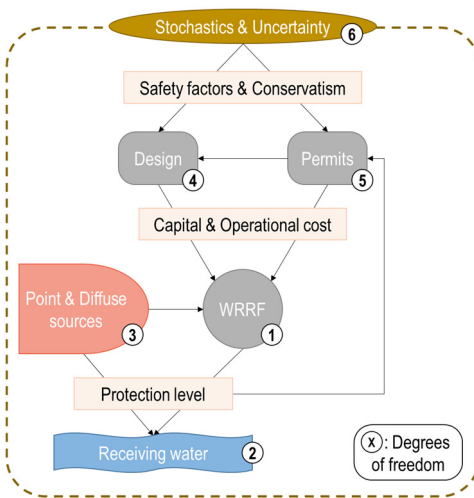 Stochastics & Uncertainty
6
Safety factors & Conservatism
Design
4
Permits
5
Capital & Operational cost
Point & Diffuse
sources
3
WRRF
1
Protection level
Receiving water
2
x : Degrees
of freedom